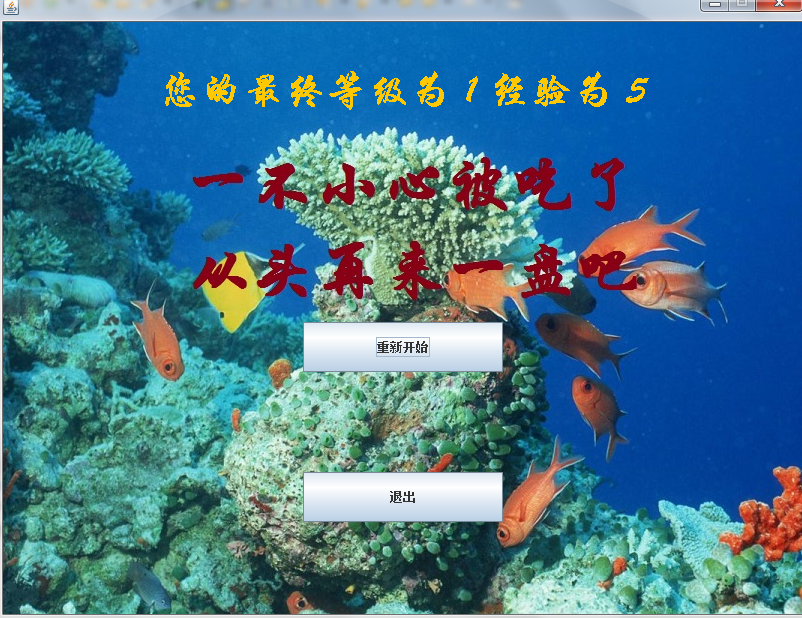 您的最终等级为1经验为5
一不小心被吃了
从头再来一盘吧
重新开始
退出